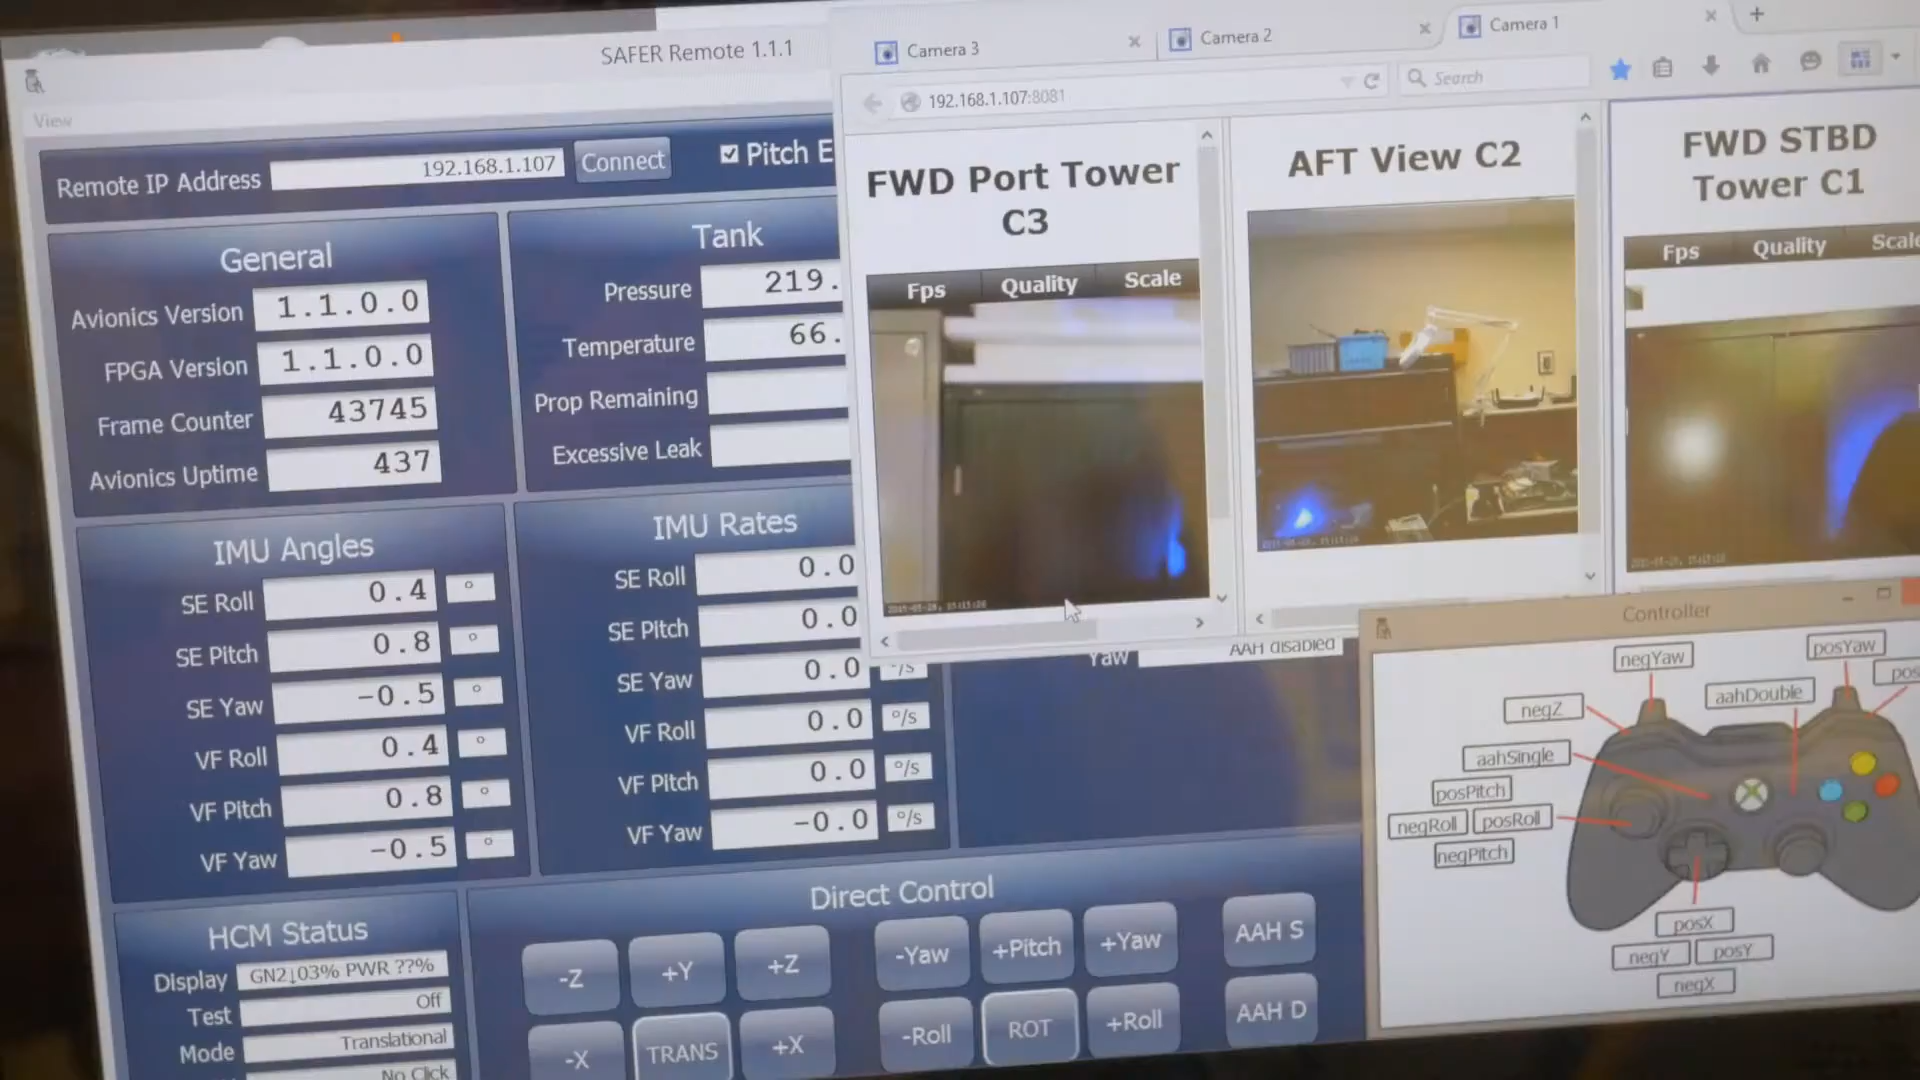 SAFER Remote 1.1.1
View
Remote IP Address 192.168.1.107 Connect Pitch E
General
Avionics Version 1.1.0.0
FPGA Version 1.1.0.0
Frame Counter 43745
Avionics Uptime 437
Tank
Pressure 219.
Temperature 66.
Prop Remaining
Excessive Leak
IMU Angles
SE Roll 0.4 °
SE Pitch 0.8 °
SE Yaw -0.5 °
VF Roll 0.4 °
VF Pitch 0.8 °
VF Yaw -0.5 °
IMU Rates
SE Roll 0.0
SE Pitch 0.0
SE Yaw 0.0 °/s
VF Roll 0.0 °/s
VF Pitch 0.0 °/s
VF Yaw -0.0 °/s
Yaw AAH disabled
HCM Status
Display GN2↓03% PWR ??%
Test Off
Mode Translational
No Click
Direct Control
-Z +Y +Z -Yaw +Pitch +Yaw AAH S
-X TRANS +X -Roll ROT +Roll AAH D
Camera 3 Camera 2 Camera 1
192.168.1.107:8081 Search
FWD Port Tower
C3
Fps Quality Scale
AFT View C2
FWD STBD
Tower C1
Fps Quality Scale
Controller
negYaw posYaw
negZ aahDouble pos
aahSingle
posPitch
negRoll posRoll
negPitch
posX
negY posY
negX